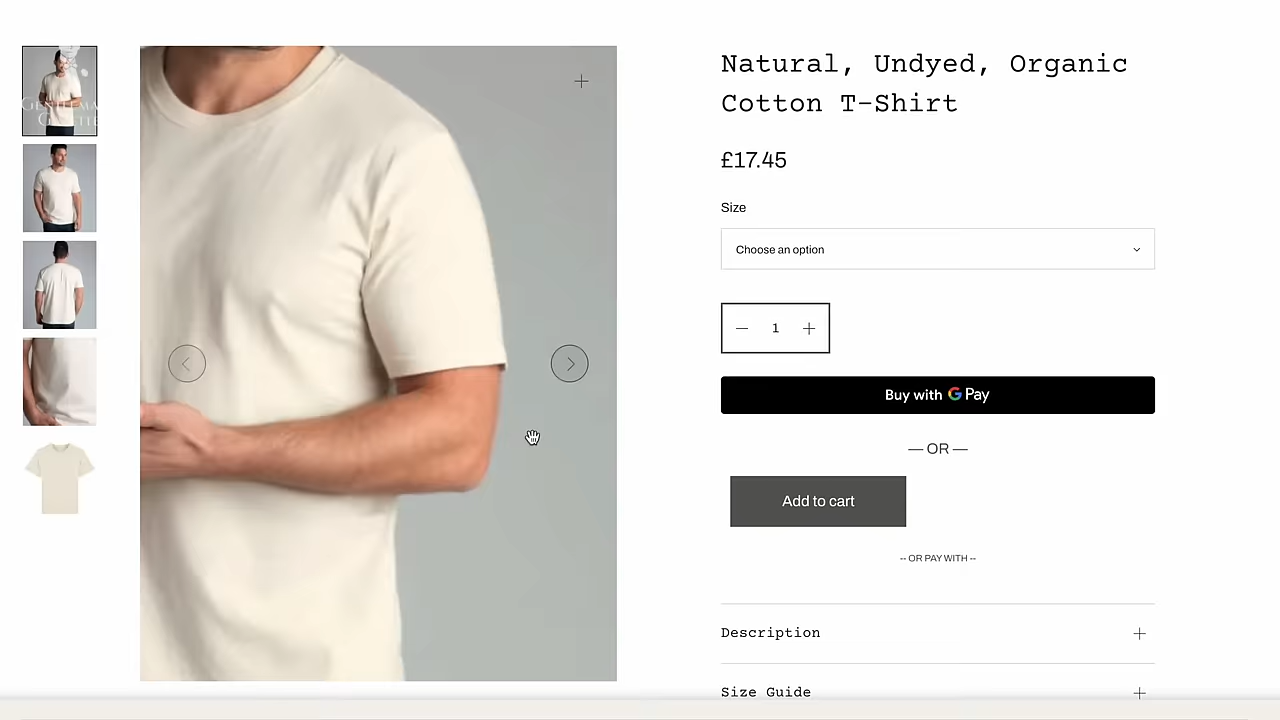 Natural, Undyed, Organic
Cotton T-Shirt
£17.45
Size
Choose an option
1
Buy with G Pay
— OR —
Add to cart
-- OR PAY WITH --
Description
Size Guide